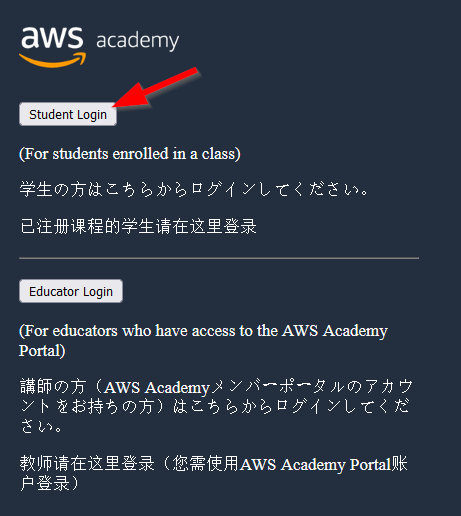 aws academy
Student Login
(For students enrolled in a class)
学生の方はこちらからログインしてください。
已注册课程的学生请在这里登录
Educator Login
(For educators who have access to the AWS Academy
Portal)
講師の方（AWS Academyメンバーポータルのアカウ
ントをお持ちの方）はこちらからログインしてくだ
さい。
教师请在这里登录（您需使用AWS Academy Portal账
户登录）